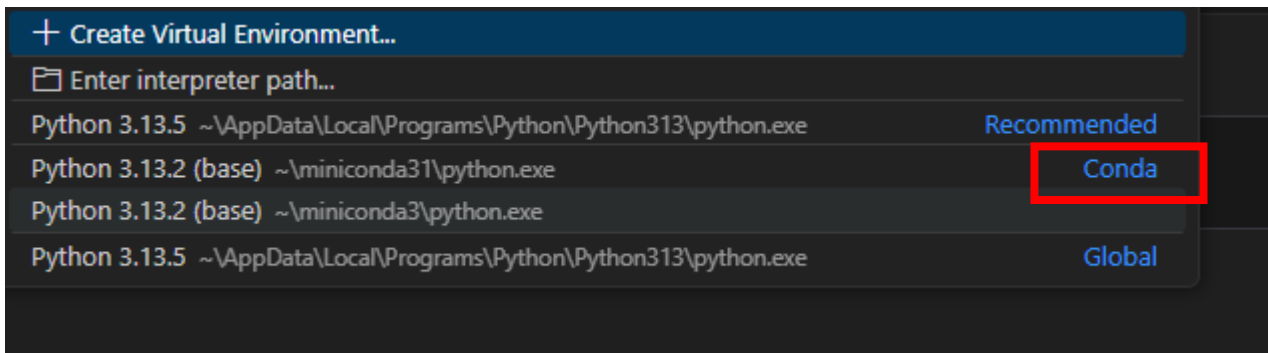 + Create Virtual Environment...
Enter interpreter path...
Python 3.13.5 ~\AppData\Local\Programs\Python\Python313\python.exe Recommended
Python 3.13.2 (base) ~\miniconda31\python.exe Conda
Python 3.13.2 (base) ~\miniconda3\python.exe
Python 3.13.5 ~\AppData\Local\Programs\Python\Python313\python.exe Global